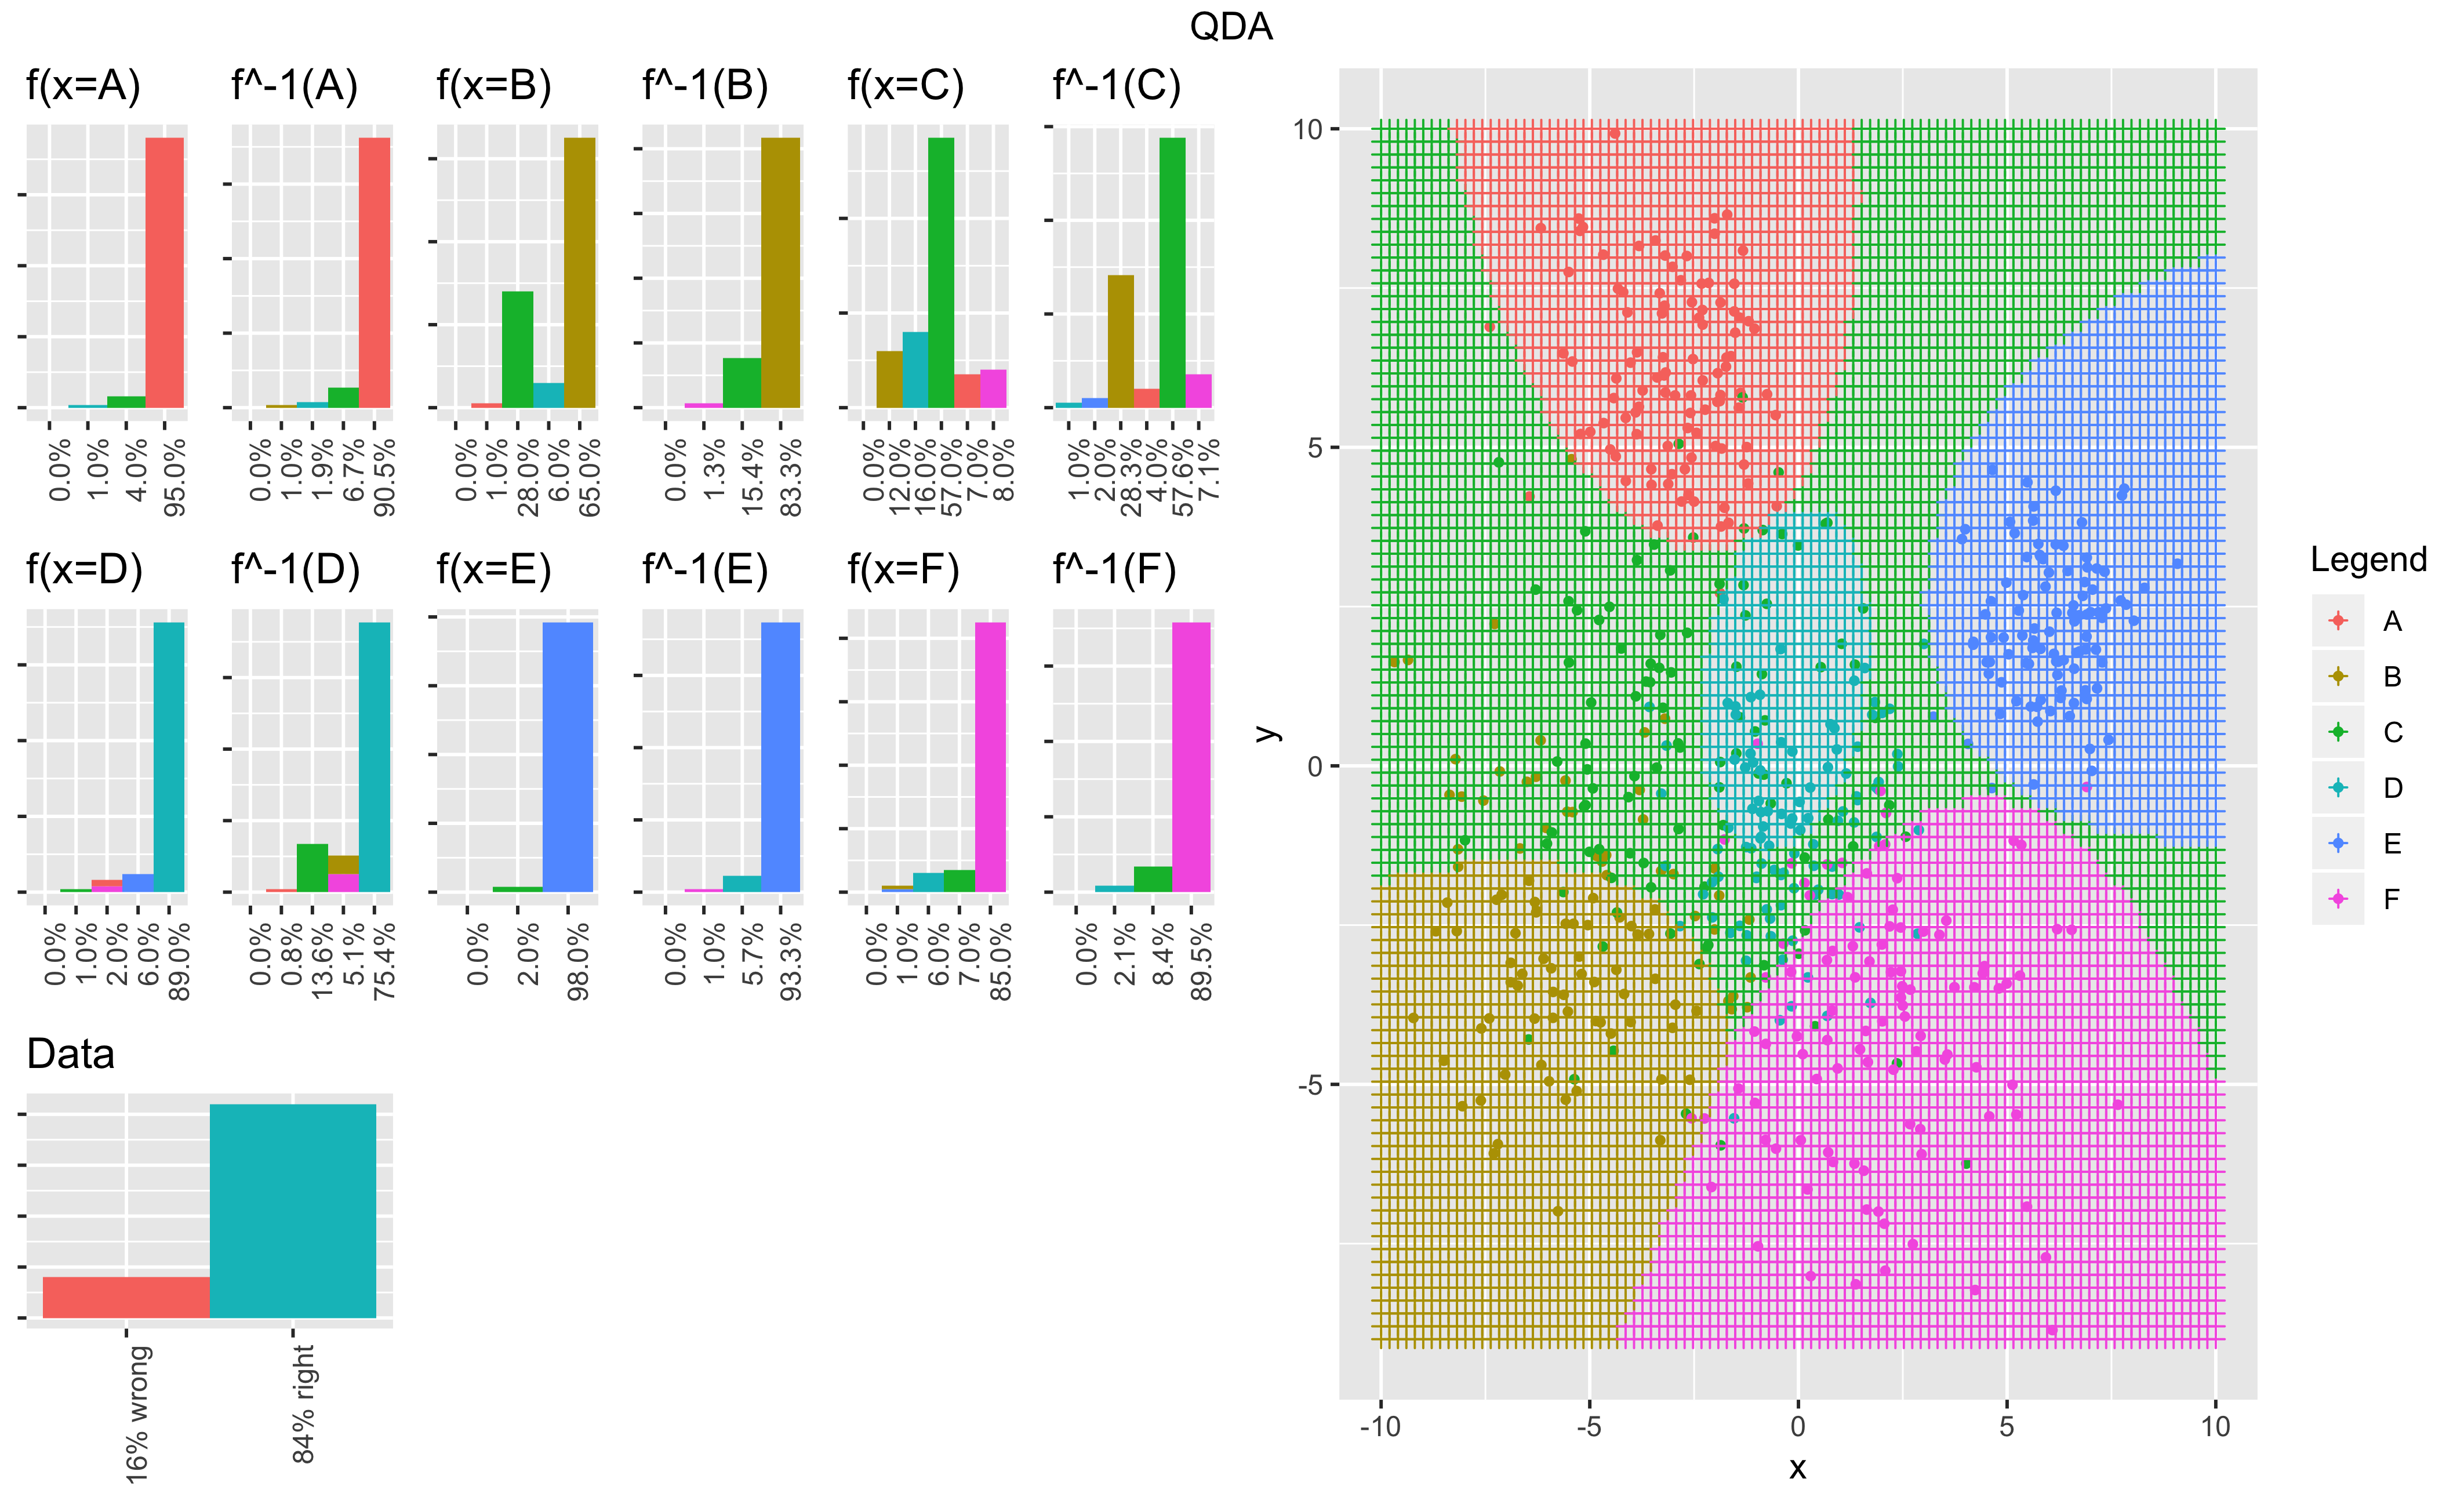 QDA
f(x=A)
0.0%
1.0%
4.0%
95.0%
f^-1(A)
0.0%
1.0%
1.9%
6.7%
90.5%
f(x=B)
0.0%
1.0%
28.0%
6.0%
65.0%
f^-1(B)
0.0%
1.3%
15.4%
83.3%
f(x=C)
0.0%
12.0%
16.0%
57.0%
7.0%
8.0%
f^-1(C)
1.0%
2.0%
28.3%
4.0%
57.6%
7.1%
f(x=D)
0.0%
1.0%
2.0%
6.0%
89.0%
f^-1(D)
0.0%
0.8%
13.6%
5.1%
75.4%
f(x=E)
0.0%
2.0%
98.0%
f^-1(E)
0.0%
1.0%
5.7%
93.3%
f(x=F)
0.0%
1.0%
6.0%
7.0%
85.0%
f^-1(F)
0.0%
2.1%
8.4%
89.5%
Data
16% wrong
84% right
y
10
5
0
-5
-10
-5
0
5
10
x
Legend
A
B
C
D
E
F